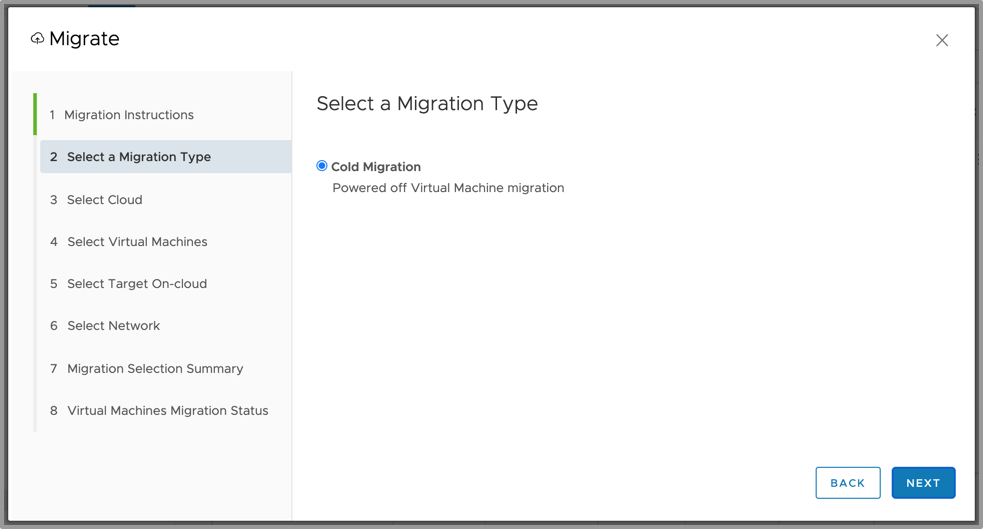 Migrate
1 Migration Instructions
2 Select a Migration Type
3 Select Cloud
4 Select Virtual Machines
5 Select Target On-cloud
6 Select Network
7 Migration Selection Summary
8 Virtual Machines Migration Status
Select a Migration Type
Cold Migration
Powered off Virtual Machine migration
BACK
NEXT